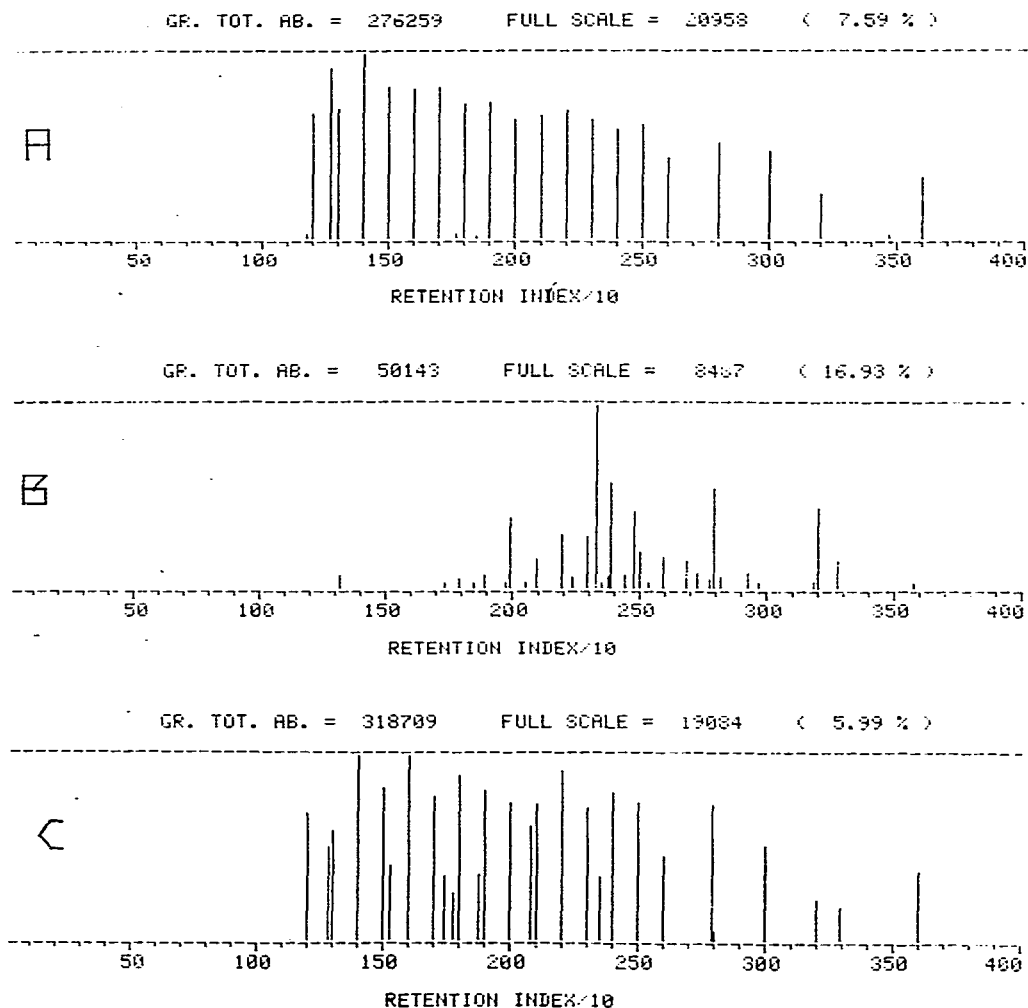 GR. TOT. AB. = 276259 FULL SCALE = 20958 ( 7.59 % )
A
50 100 150 200 250 300 350 400
RETENTION INDEX/10
GR. TOT. AB. = 50143 FULL SCALE = ( 16.93 % )
B
50 100 150 200 250 300 350 400
RETENTION INDEX/10
GR. TOT. AB. = 318709 FULL SCALE = 19084 ( 5.99 % )
C
50 100 150 200 250 300 350 400
RETENTION INDEX/10